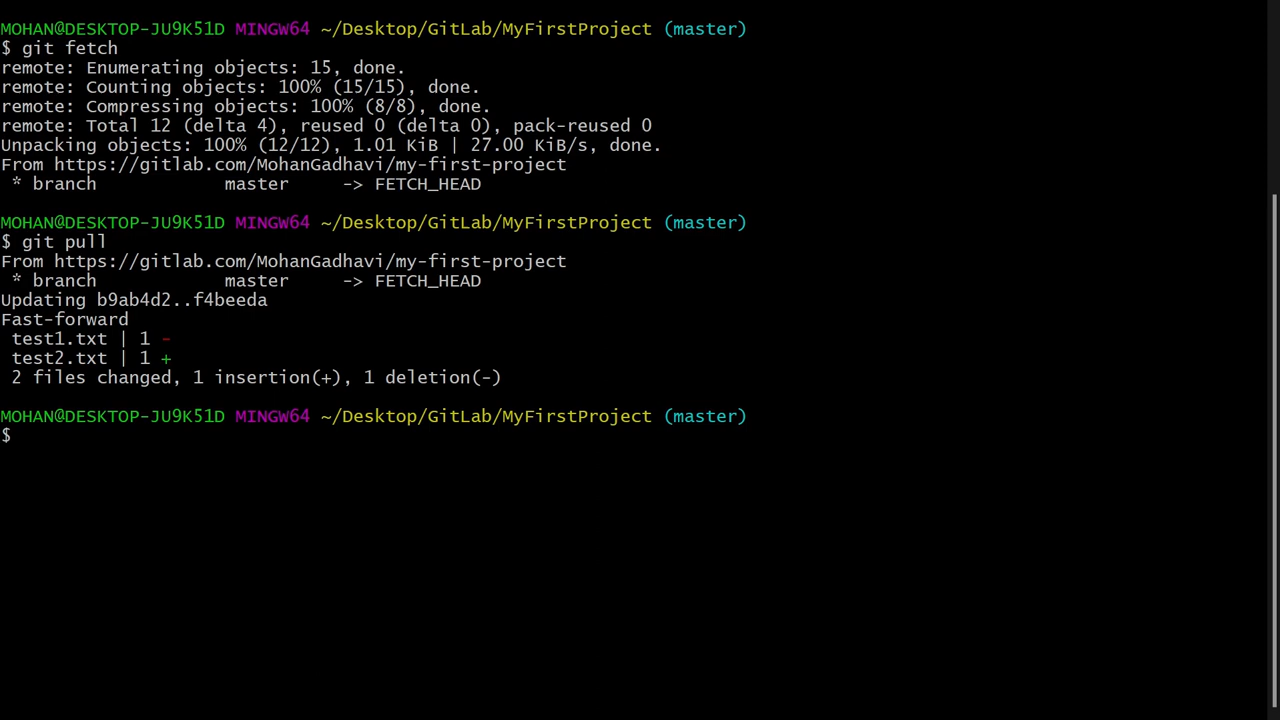 MOHAN@DESKTOP-JU9K51D MINGW64 ~/Desktop/GitLab/MyFirstProject (master)
$ git fetch
remote: Enumerating objects: 15, done.
remote: Counting objects: 100% (15/15), done.
remote: Compressing objects: 100% (8/8), done.
remote: Total 12 (delta 4), reused 0 (delta 0), pack-reused 0
Unpacking objects: 100% (12/12), 1.01 KiB | 27.00 KiB/s, done.
From https://gitlab.com/MohanGadhavi/my-first-project
 * branch            master     -> FETCH_HEAD
MOHAN@DESKTOP-JU9K51D MINGW64 ~/Desktop/GitLab/MyFirstProject (master)
$ git pull
From https://gitlab.com/MohanGadhavi/my-first-project
 * branch            master     -> FETCH_HEAD
Updating b9ab4d2..f4beeda
Fast-forward
 test1.txt | 1 -
 test2.txt | 1 +
 2 files changed, 1 insertion(+), 1 deletion(-)
MOHAN@DESKTOP-JU9K51D MINGW64 ~/Desktop/GitLab/MyFirstProject (master)
$